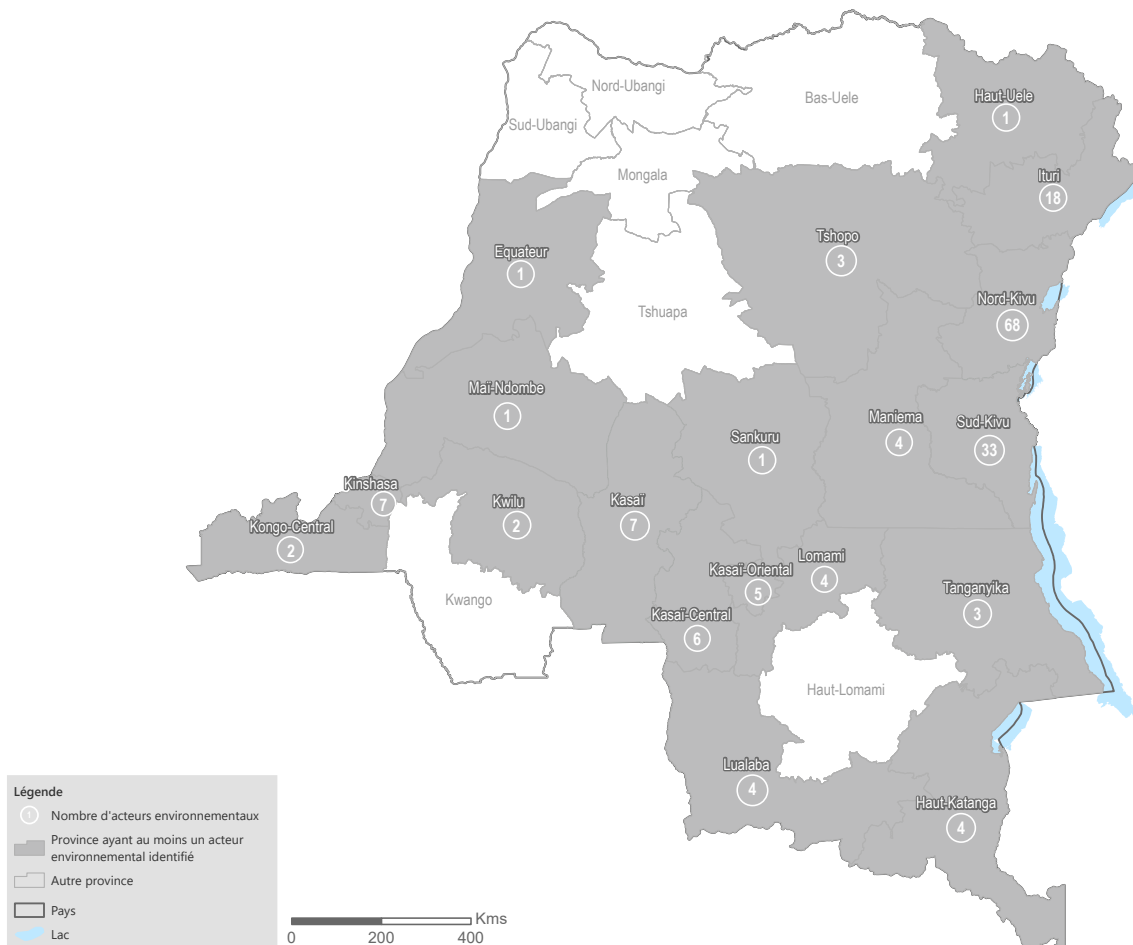 Nord-Ubangi
Bas-Uele
Haut-Uele
1
Sud-Ubangi
Mongala
Ituri
18
Equateur
1
Tshopo
3
Nord-Kivu
68
Tshuapa
Maï-Ndombe
1
Maniema
4
Sud-Kivu
33
Sankuru
1
Kinshasa
7
Kwilu
2
Kasaï
7
Kongo-Central
2
Kasaï-Oriental
5
Lomami
4
Tanganyika
3
Kwango
Kasaï-Central
6
Haut-Lomami
Lualaba
4
Haut-Katanga
4
Légende
1 Nombre d'acteurs environnementaux
Province ayant au moins un acteur
environnemental identifié
Autre province
Pays
Lac
Kms
0 200 400